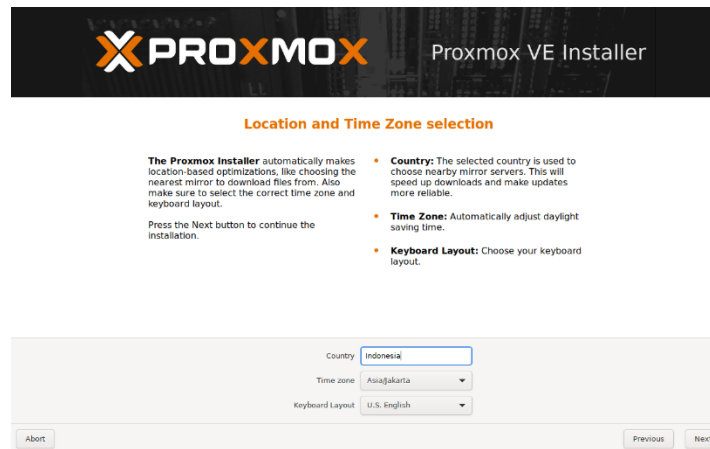 PROXMOX
Proxmox VE Installer
Location and Time Zone selection
The Proxmox Installer automatically makes
location-based optimizations, like choosing the
nearest mirror to download files from. Also
make sure to select the correct time zone and
keyboard layout.
Press the Next button to continue the
installation.
• Country: The selected country is used to
choose nearby mirror servers. This will
speed up downloads and make updates
more reliable.
• Time Zone: Automatically adjust daylight
saving time.
• Keyboard Layout: Choose your keyboard
layout.
Country Indonesia
Time zone Asia/Jakarta
Keyboard Layout U.S. English
Abort Previous Next